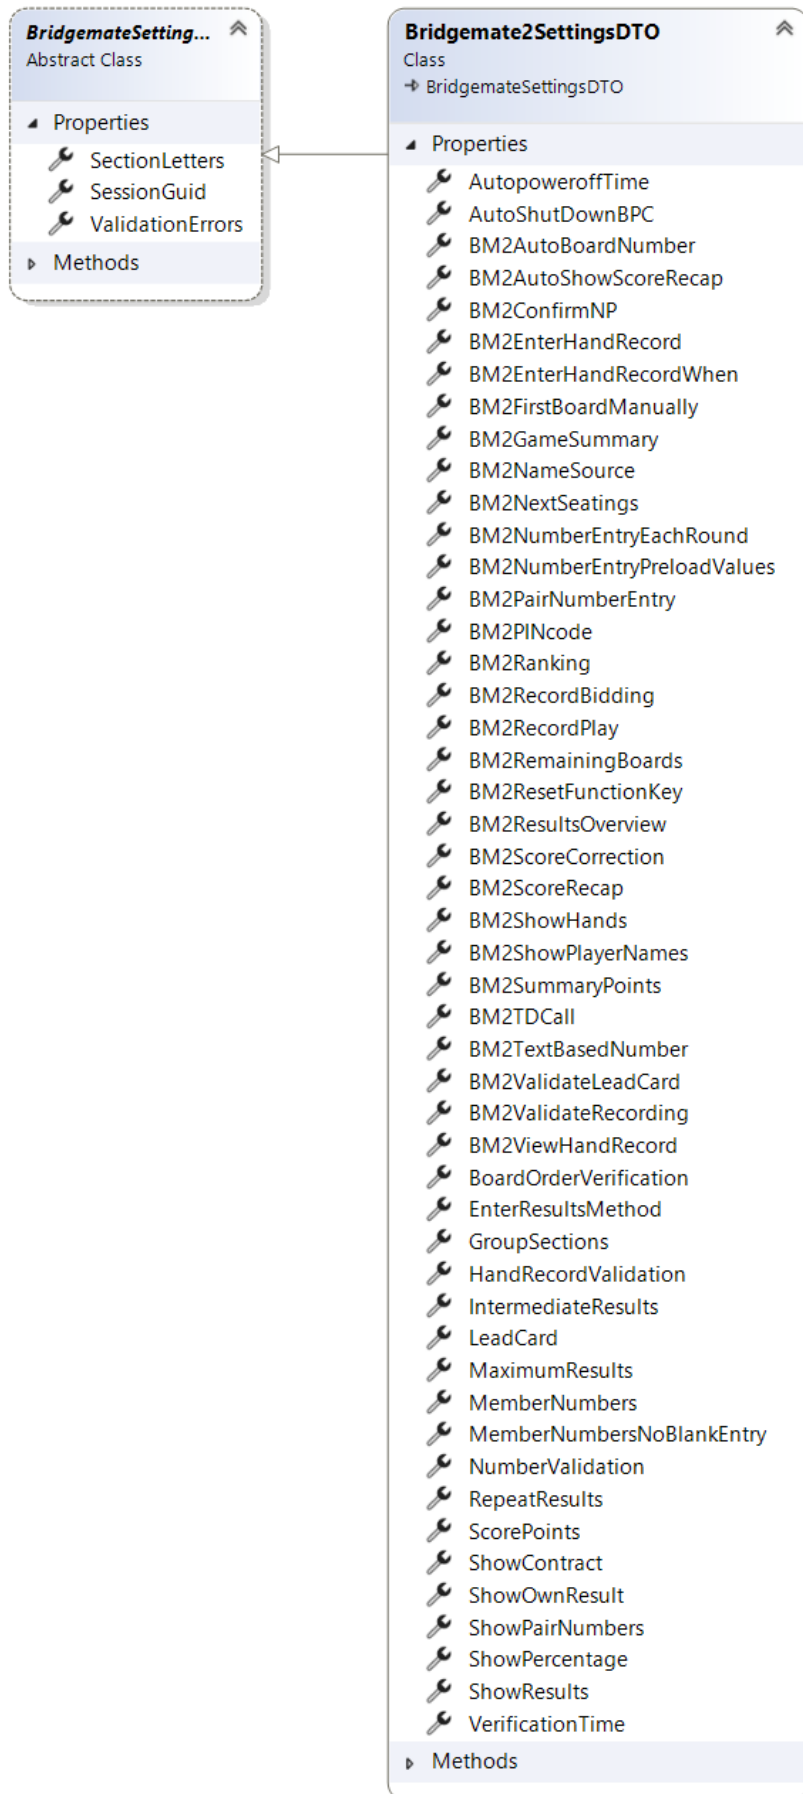 BridgemateSetting...
Abstract Class
Properties
SectionLetters
SessionGuid
ValidationErrors
Methods
Bridgemate2SettingsDTO
Class
BridgemateSettingsDTO
Properties
AutopoweroffTime
AutoShutDownBPC
BM2AutoBoardNumber
BM2AutoShowScoreRecap
BM2ConfirmNP
BM2EnterHandRecord
BM2EnterHandRecordWhen
BM2FirstBoardManually
BM2GameSummary
BM2NameSource
BM2NextSeatings
BM2NumberEntryEachRound
BM2NumberEntryPreloadValues
BM2PairNumberEntry
BM2PINcode
BM2Ranking
BM2RecordBidding
BM2RecordPlay
BM2RemainingBoards
BM2ResetFunctionKey
BM2ResultsOverview
BM2ScoreCorrection
BM2ScoreRecap
BM2ShowHands
BM2ShowPlayerNames
BM2SummaryPoints
BM2TDCall
BM2TextBasedNumber
BM2ValidateLeadCard
BM2ValidateRecording
BM2ViewHandRecord
BoardOrderVerification
EnterResultsMethod
GroupSections
HandRecordValidation
IntermediateResults
LeadCard
MaximumResults
MemberNumbers
MemberNumbersNoBlankEntry
NumberValidation
RepeatResults
ScorePoints
ShowContract
ShowOwnResult
ShowPairNumbers
ShowPercentage
ShowResults
VerificationTime
Methods